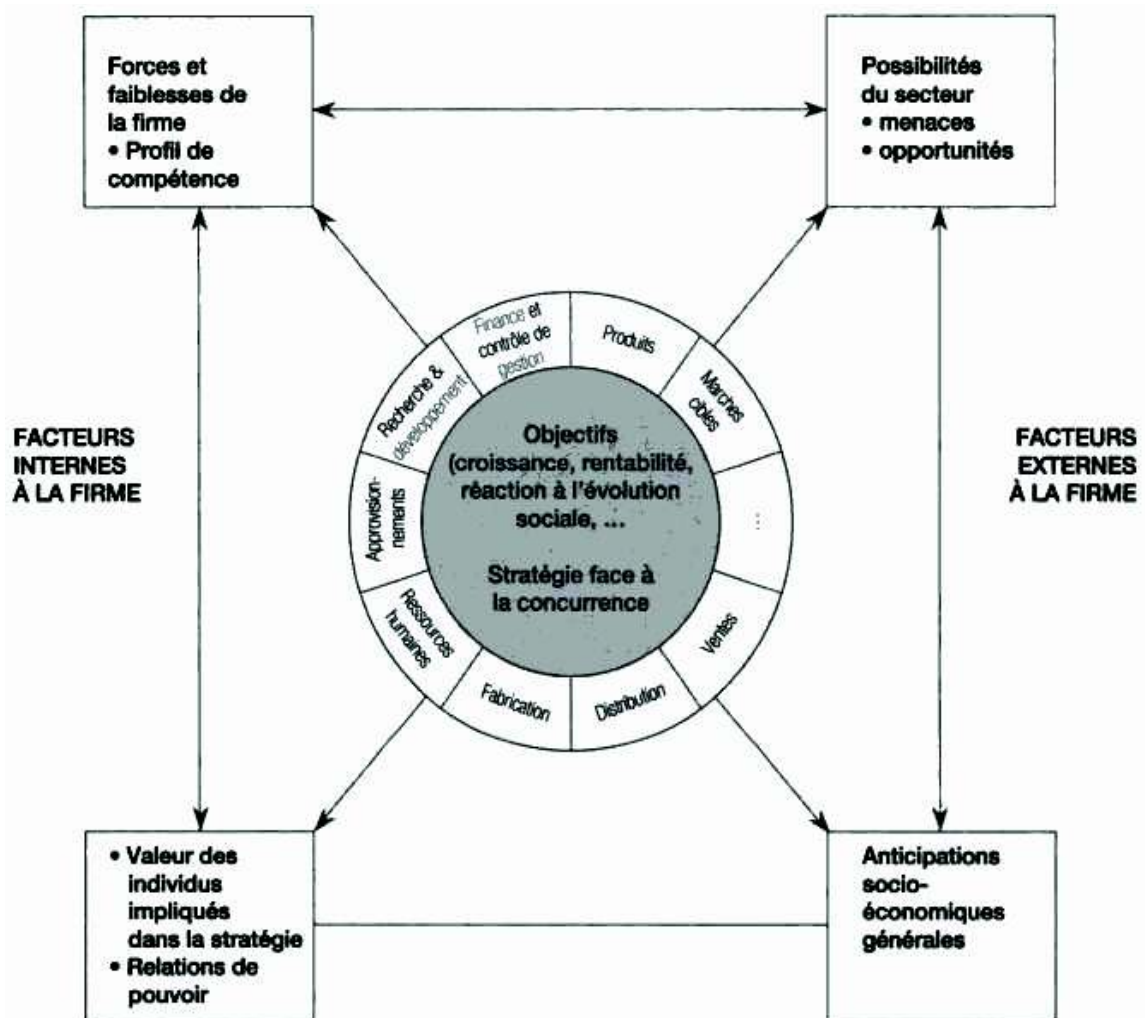 Forces et
faiblesses de
la firme
• Profil de
compétence
Possibilités
du secteur
• menaces
• opportunités
FACTEURS
INTERNES
À LA FIRME
Finance et
contrôle de
gestion
Produits
Marches
cibles
...
Ventes
Distribution
Fabrication
Ressources
humaines
Approvision-
nements
Recherche &
développement
Objectifs
(croissance, rentabilité,
réaction à l'évolution
sociale, ...
Stratégie face à
la concurrence
FACTEURS
EXTERNES
À LA FIRME
• Valeur des
individus
impliqués
dans la stratégie
• Relations de
pouvoir
Anticipations
socio-
économiques
générales